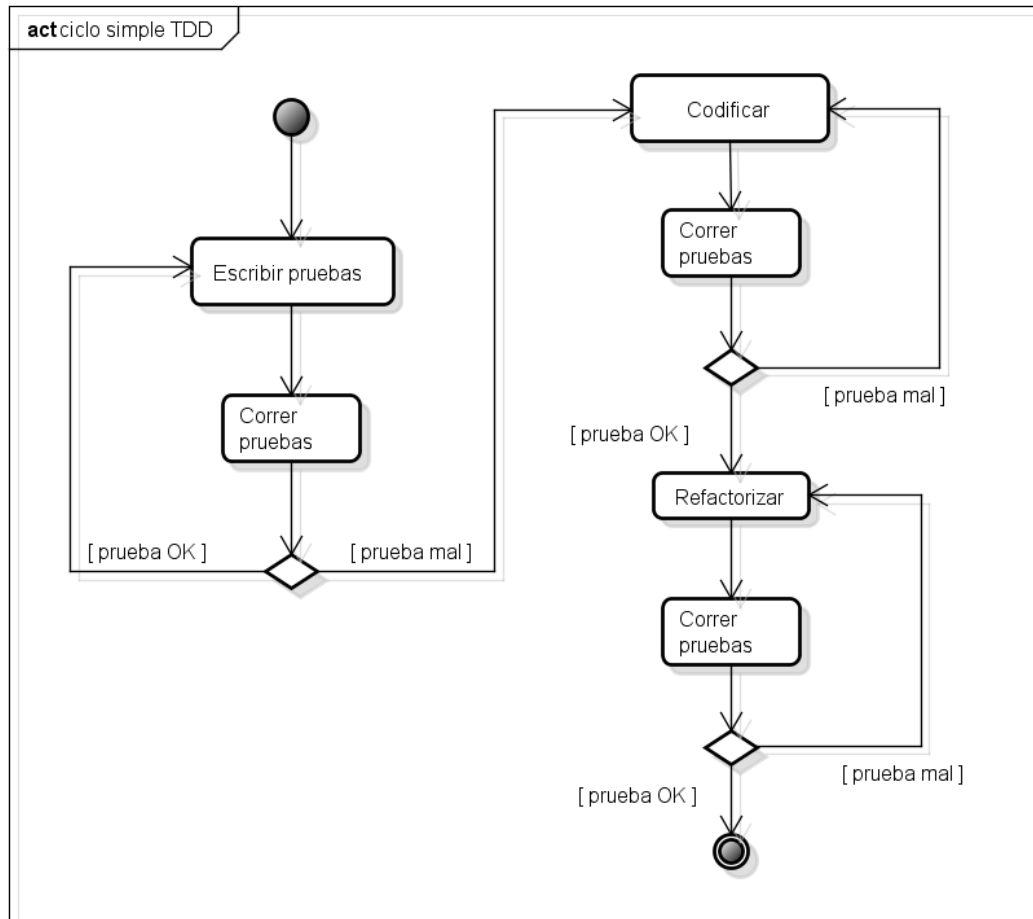 act ciclo simple TDD
Escribir pruebas
Correr
pruebas
[ prueba OK ]
[ prueba mal ]
Codificar
Correr
pruebas
[ prueba mal ]
[ prueba OK ]
Refactorizar
Correr
pruebas
[ prueba mal ]
[ prueba OK ]